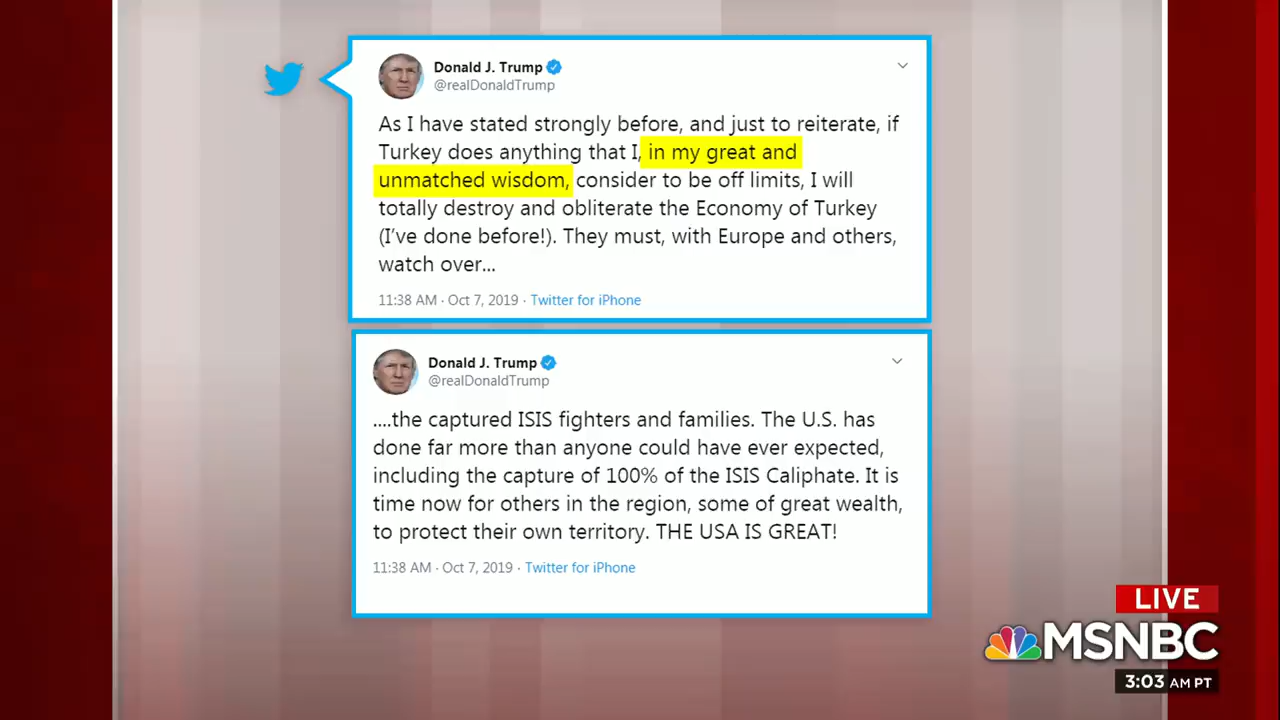 Donald J. Trump
@realDonaldTrump
As I have stated strongly before, and just to reiterate, if
Turkey does anything that I, in my great and
unmatched wisdom, consider to be off limits, I will
totally destroy and obliterate the Economy of Turkey
(I've done before!). They must, with Europe and others,
watch over...
11:38 AM · Oct 7, 2019 · Twitter for iPhone
Donald J. Trump
@realDonaldTrump
....the captured ISIS fighters and families. The U.S. has
done far more than anyone could have ever expected,
including the capture of 100% of the ISIS Caliphate. It is
time now for others in the region, some of great wealth,
to protect their own territory. THE USA IS GREAT!
11:38 AM · Oct 7, 2019 · Twitter for iPhone
LIVE
MSNBC
3:03 AM PT